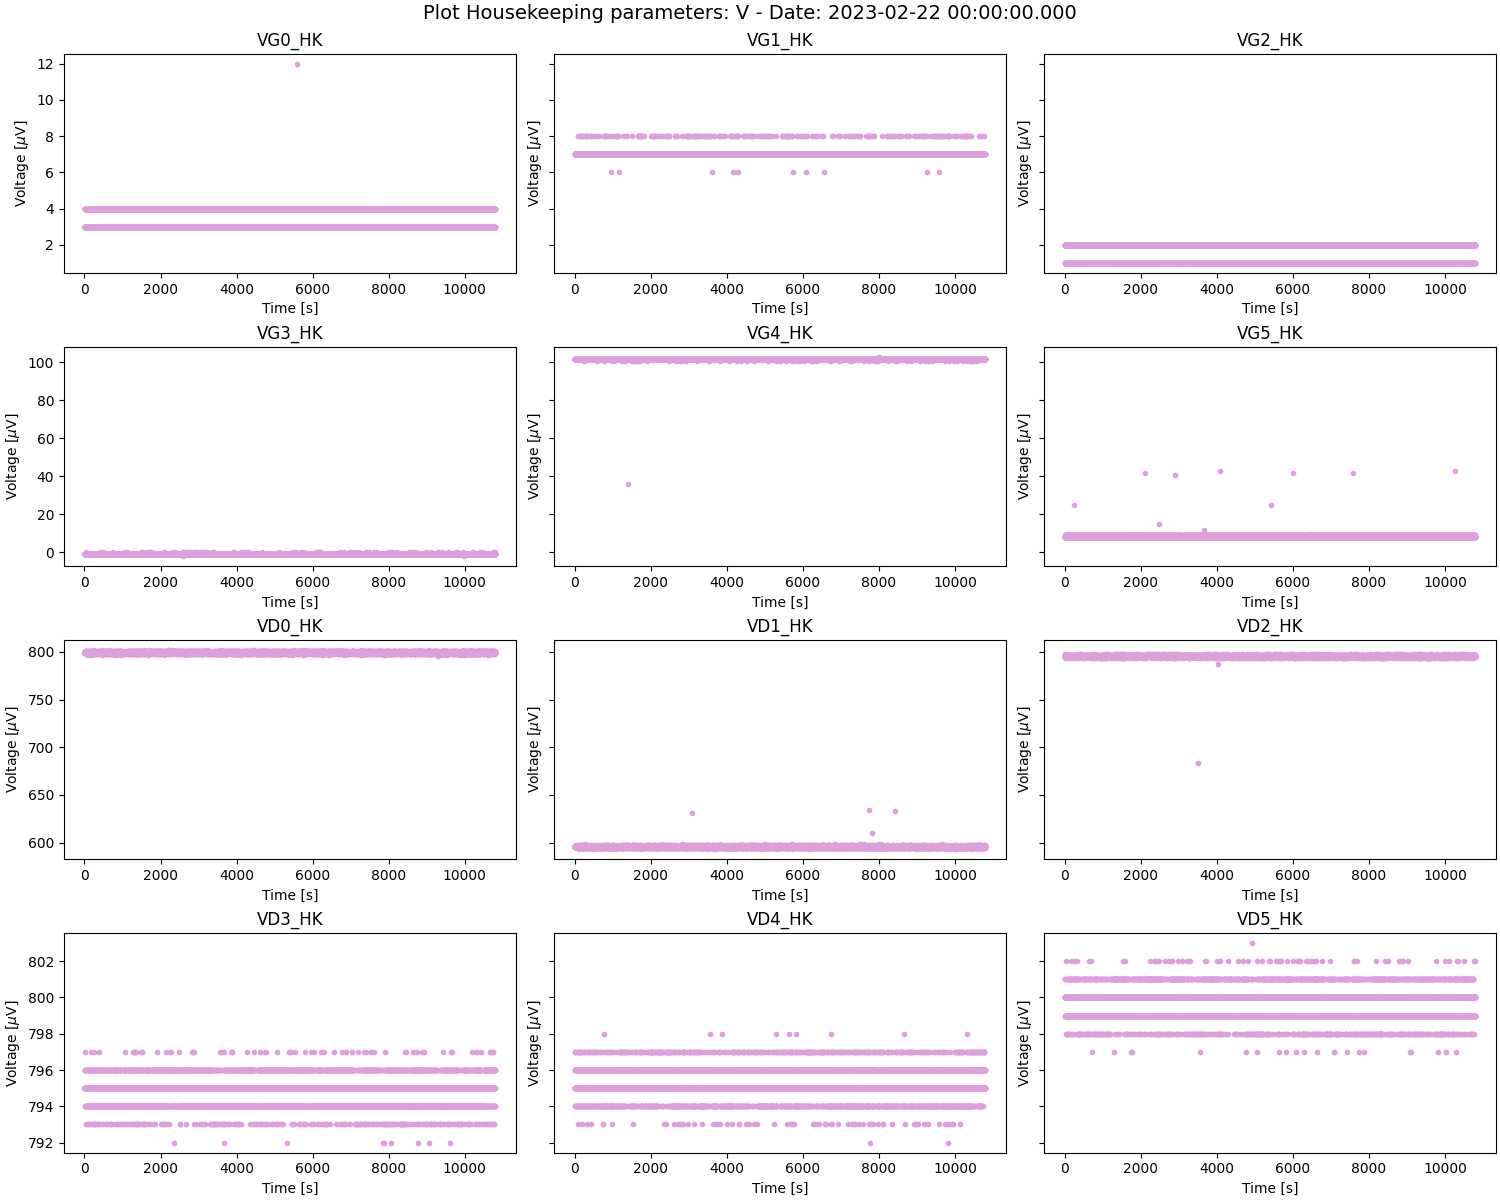 Plot Housekeeping parameters: V - Date: 2023-02-22 00:00:00.000
VG0_HK VG1_HK VG2_HK
12
10
8
6
4
2
Voltage [μV] Voltage [μV] Voltage [μV]
0 2000 4000 6000 8000 10000 0 2000 4000 6000 8000 10000 0 2000 4000 6000 8000 10000
Time [s] Time [s] Time [s]
VG3_HK VG4_HK VG5_HK
100
80
60
40
20
0
Voltage [μV] Voltage [μV] Voltage [μV]
0 2000 4000 6000 8000 10000 0 2000 4000 6000 8000 10000 0 2000 4000 6000 8000 10000
Time [s] Time [s] Time [s]
VD0_HK VD1_HK VD2_HK
800
750
700
650
600
Voltage [μV] Voltage [μV] Voltage [μV]
0 2000 4000 6000 8000 10000 0 2000 4000 6000 8000 10000 0 2000 4000 6000 8000 10000
Time [s] Time [s] Time [s]
VD3_HK VD4_HK VD5_HK
802
800
798
796
794
792
Voltage [μV] Voltage [μV] Voltage [μV]
0 2000 4000 6000 8000 10000 0 2000 4000 6000 8000 10000 0 2000 4000 6000 8000 10000
Time [s] Time [s] Time [s]